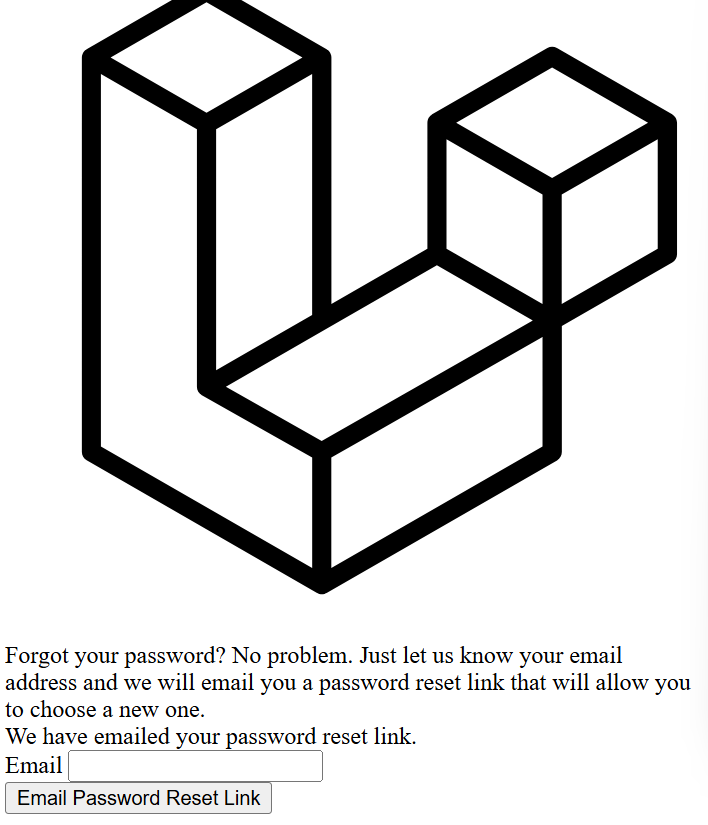 Forgot your password? No problem. Just let us know your email
address and we will email you a password reset link that will allow you
to choose a new one.
We have emailed your password reset link.
Email
Email Password Reset Link